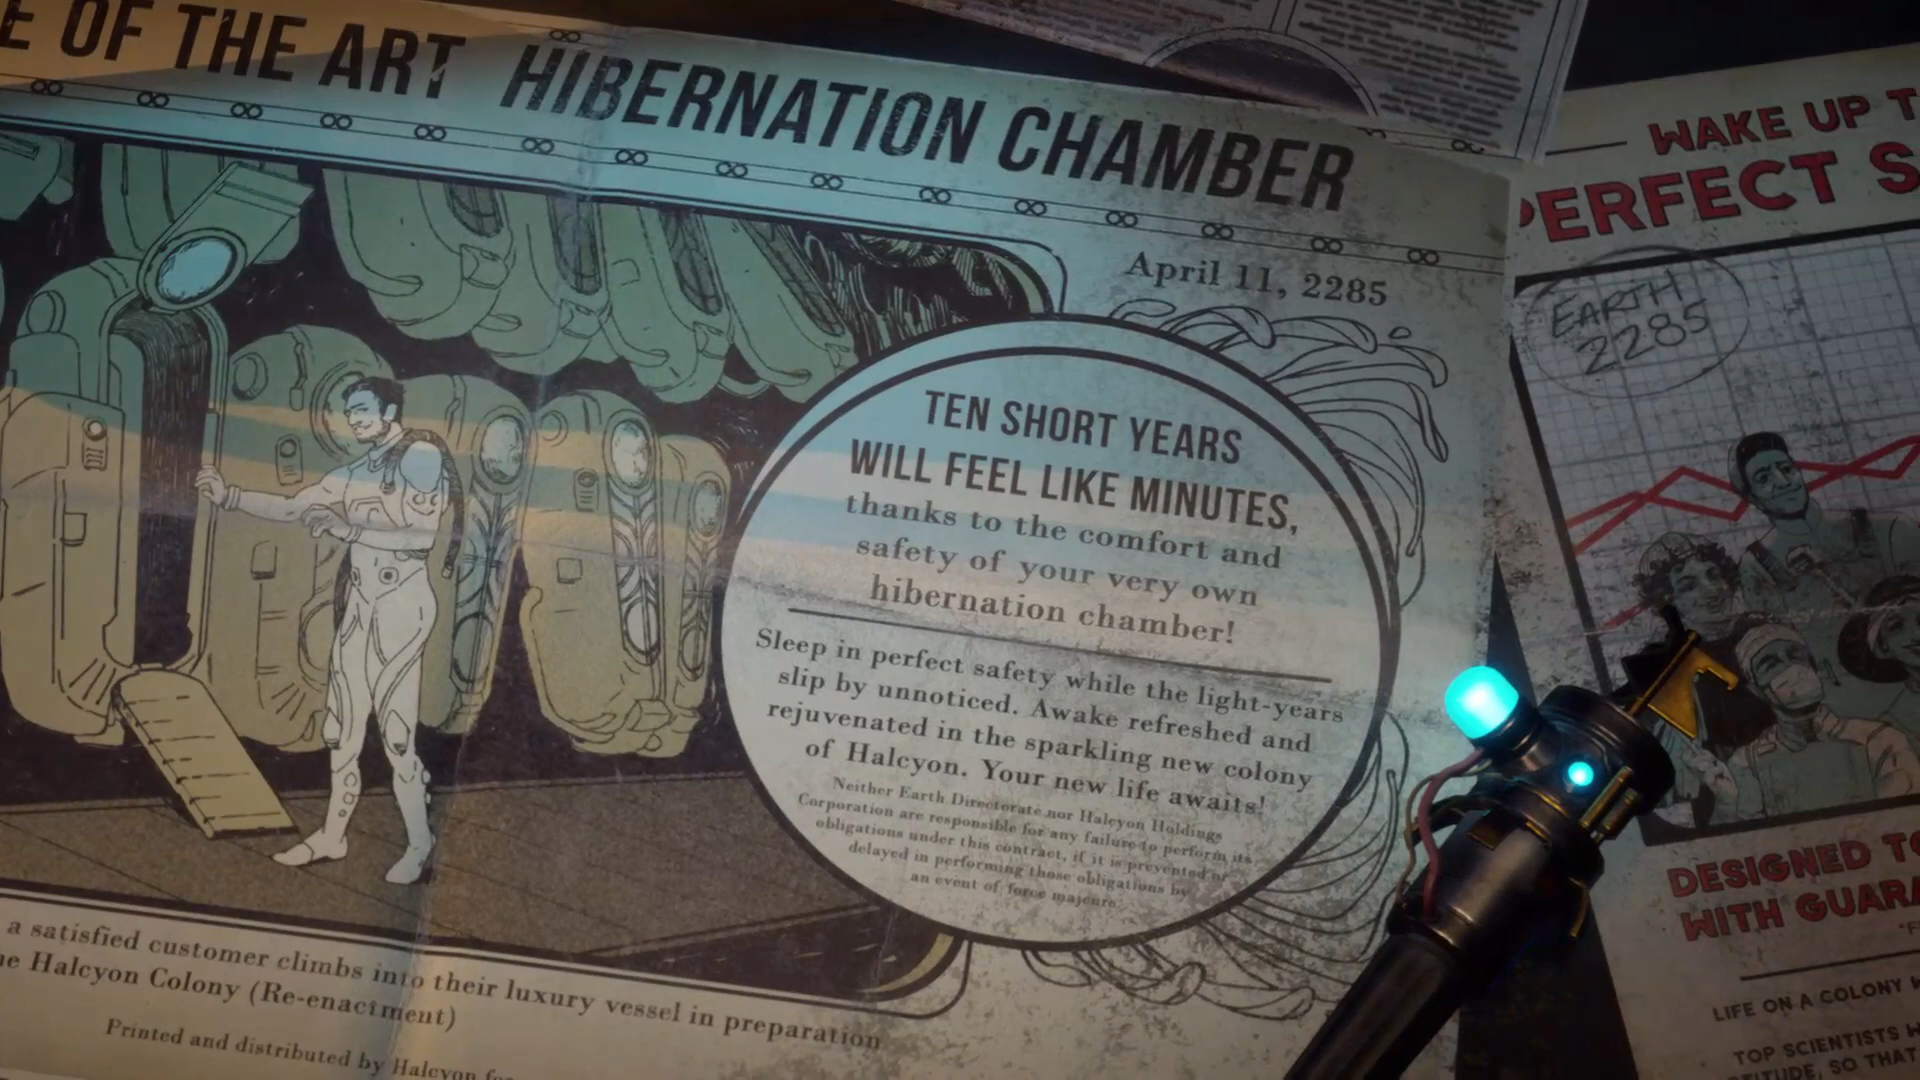 E OF THE ART HIBERNATION CHAMBER
April 11, 2285
TEN SHORT YEARS
WILL FEEL LIKE MINUTES,
thanks to the comfort and
safety of your very own
hibernation chamber!
Sleep in perfect safety while the light-years
slip by unnoticed. Awake refreshed and
rejuvenated in the sparkling new colony
of Halcyon. Your new life awaits!
Neither Earth Directorate nor Halcyon Holdings
Corporation are responsible for any failure to perform its
obligations under this contract, if it is prevented or
delayed in performing those obligations by
an event of force majeure.
a satisfied customer climbs into their luxury vessel in preparation
he Halcyon Colony (Re-enactment)
Printed and distributed by Halcyon for
WAKE UP T
PERFECT S
EARTH
2285
DESIGNED TO
WITH GUARA
LIFE ON A COLONY
TOP SCIENTISTS
TITUDE, SO THAT